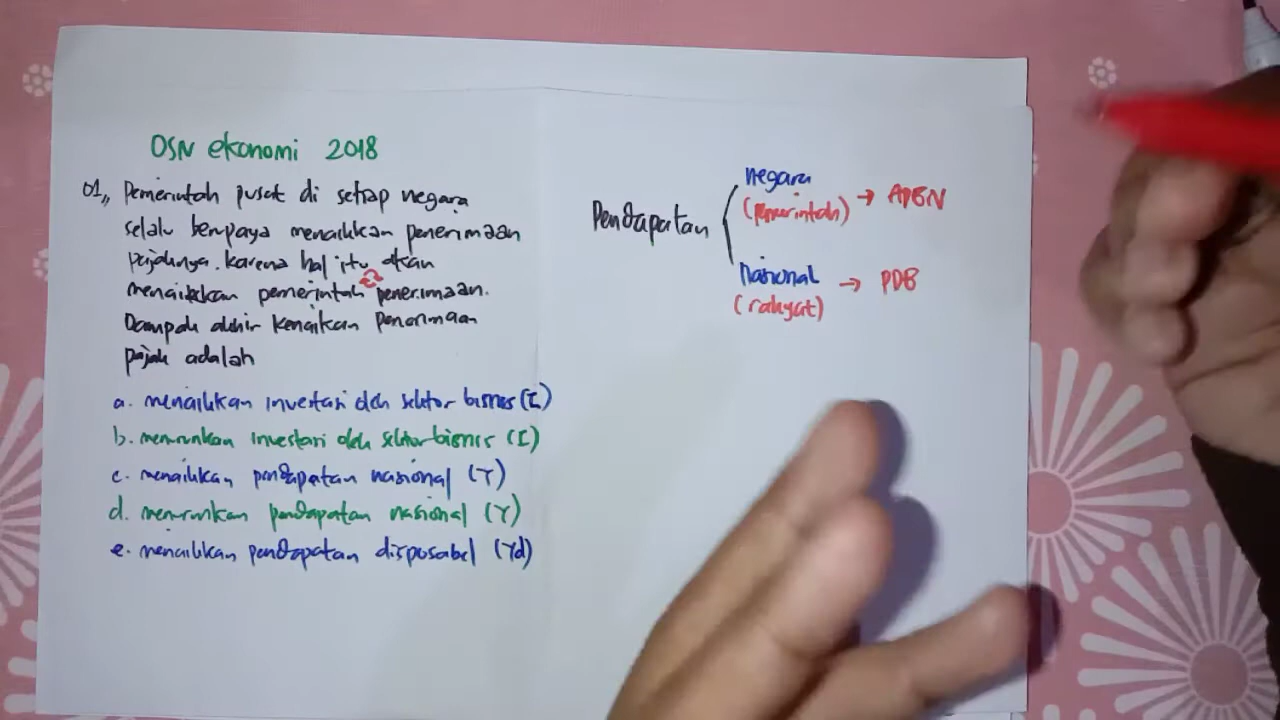 OSN ekonomi 2018
01,, Pemerintah pusat di setiap negara
selalu berupaya menaikkan penerimaan
pajaknya. karena hal itu akan
menaikkan pemerintah penerimaan.
Dampak akhir kenaikan penerimaan
pajak adalah
a. menaikkan investasi oleh sektor bisnis (I)
b. menurunkan investasi oleh sektor bisnis (I)
c. menaikkan pendapatan nasional (Y)
d. menurunkan pendapatan nasional (Y)
e. menaikkan pendapatan disposabel (Yd)
Pendapatan
negara
(pemerintah) → APBN
Nasional → PDB
(rakyat)